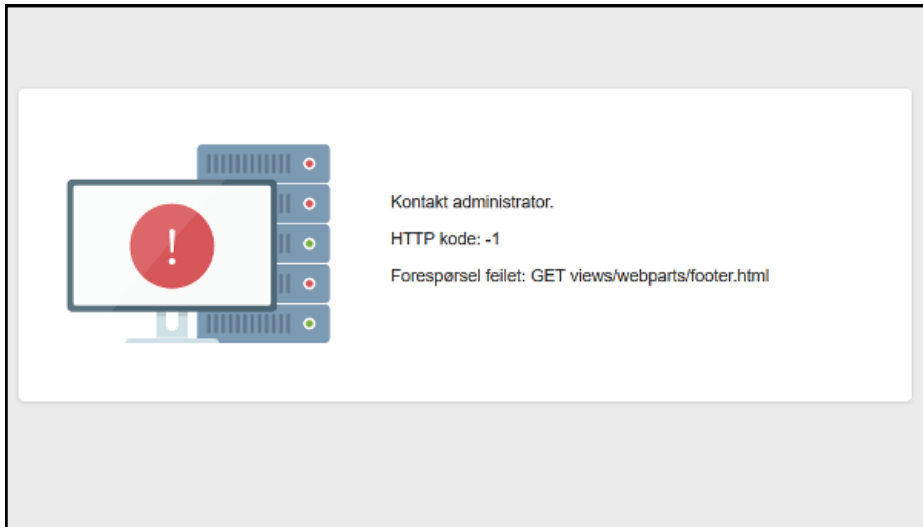 Kontakt administrator.
HTTP kode: -1
Forespørsel feilet: GET views/webparts/footer.html